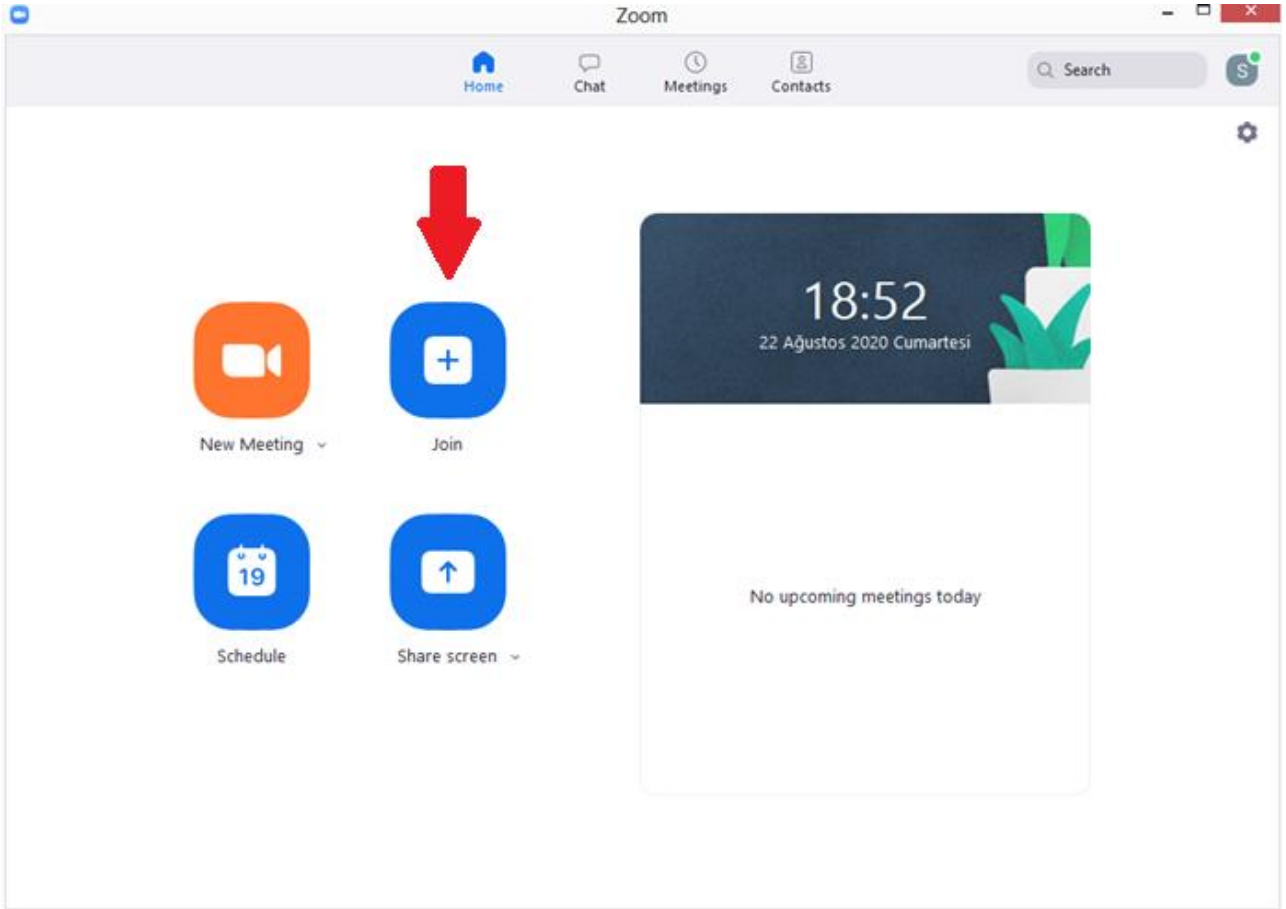 Zoom
Home
Chat
Meetings
Contacts
Search
S
18:52
22 Ağustos 2020 Cumartesi
New Meeting
Join
19
Schedule
Share screen
No upcoming meetings today